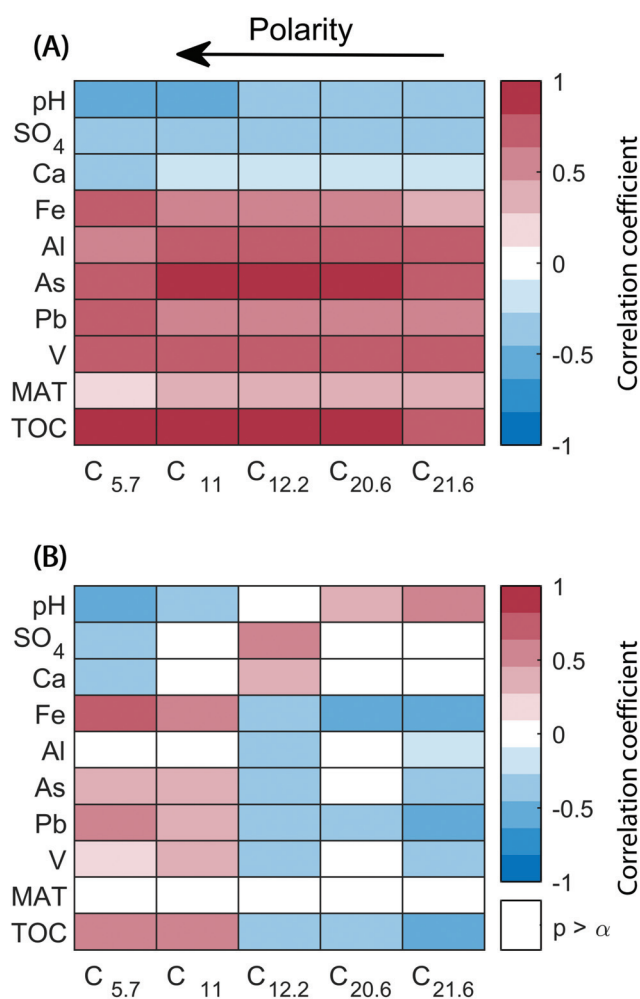 (A)
Polarity
pH
SO4
Ca
Fe
Al
As
Pb
V
MAT
TOC
C 5.7
C 11
C 12.2
C 20.6
C 21.6
1
0.5
0
-0.5
-1
Correlation coefficient
(B)
pH
SO4
Ca
Fe
Al
As
Pb
V
MAT
TOC
C 5.7
C 11
C 12.2
C 20.6
C 21.6
1
0.5
0
-0.5
-1
Correlation coefficient
p > α